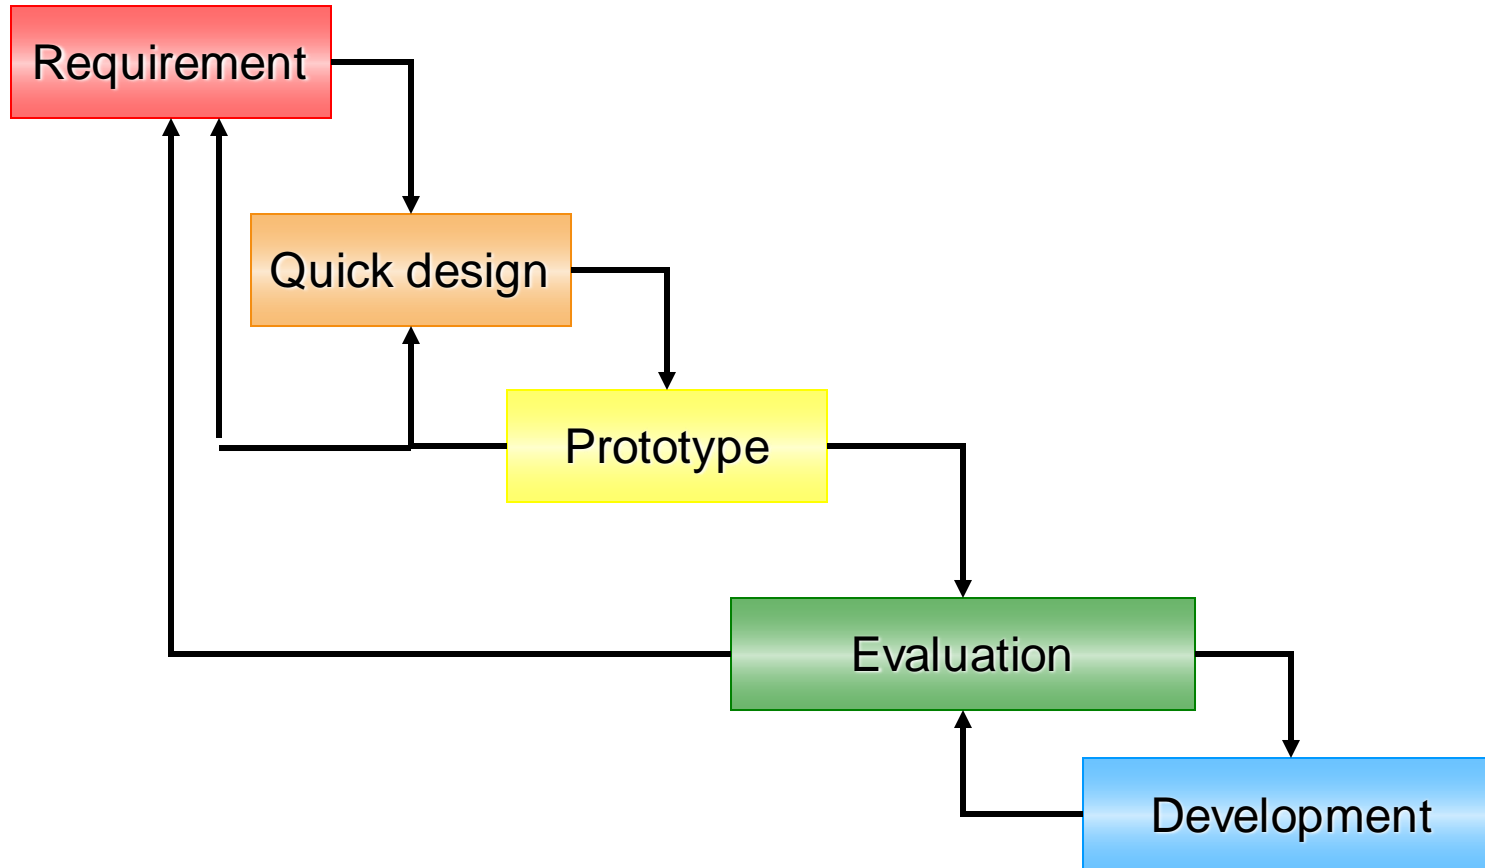 Requirement
Quick design
Prototype
Evaluation
Development